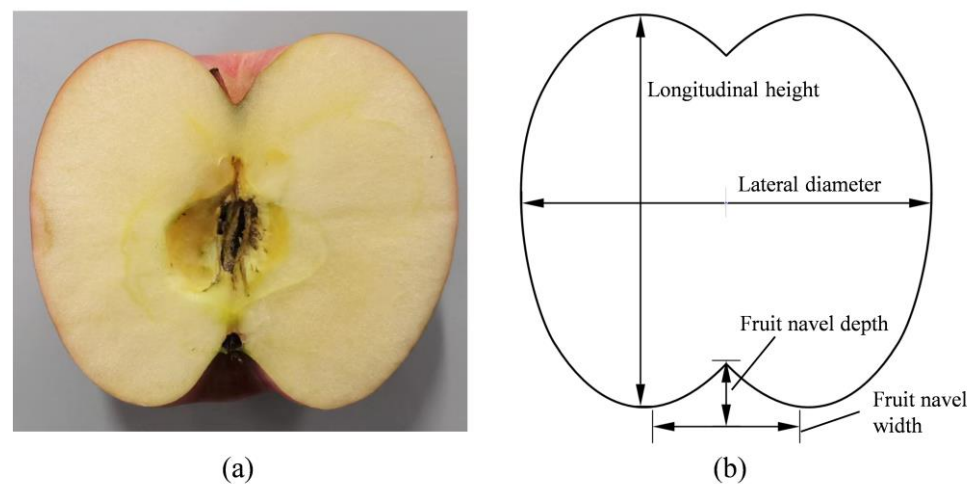 Longitudinal height
Lateral diameter
Fruit navel depth
Fruit navel
width
(a)
(b)